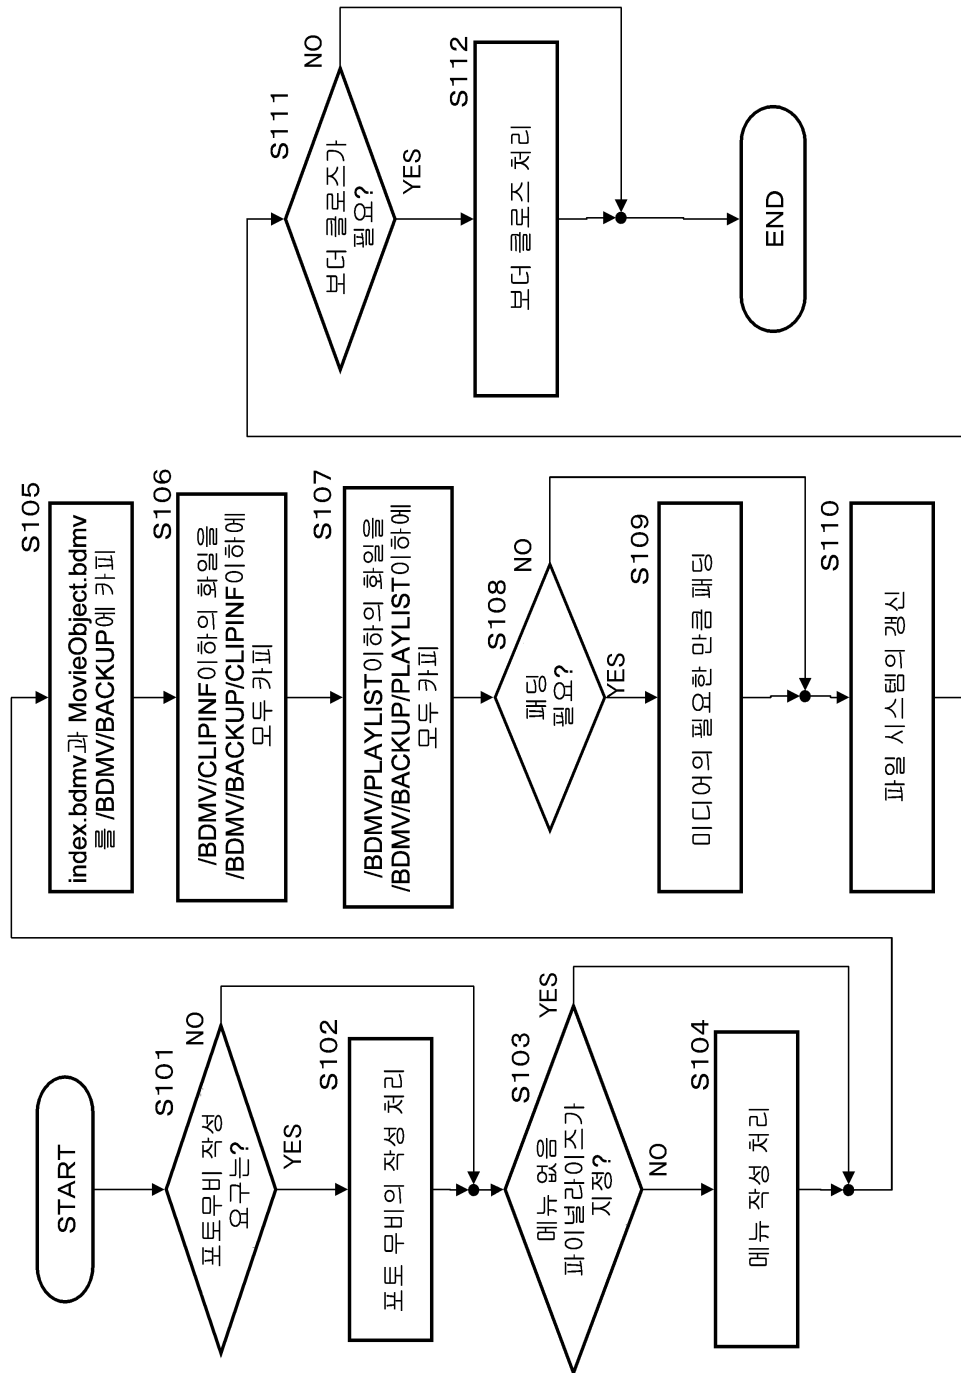 START
S101
포토무비 작성
요구는?
NO
YES
S102
포토 무비의 작성 처리
S103
메뉴 없음
파이널라이즈가
지정?
YES
NO
S104
메뉴 작성 처리
S105
index.bdmv과 MovieObject.bdmv
를 /BDMV/BACKUP에 카피
S106
/BDMV/CLIPINF이하의 화일을
/BDMV/BACKUP/CLIPINF이하에
모두 카피
S107
/BDMV/PLAYLIST이하의 화일을
/BDMV/BACKUP/PLAYLIST이하에
모두 카피
S108
패딩
필요?
NO
YES
S109
미디어의 필요한 만큼 패딩
S110
파일 시스템의 갱신
S111
보더 클로즈가
필요?
NO
YES
S112
보더 클로즈 처리
END